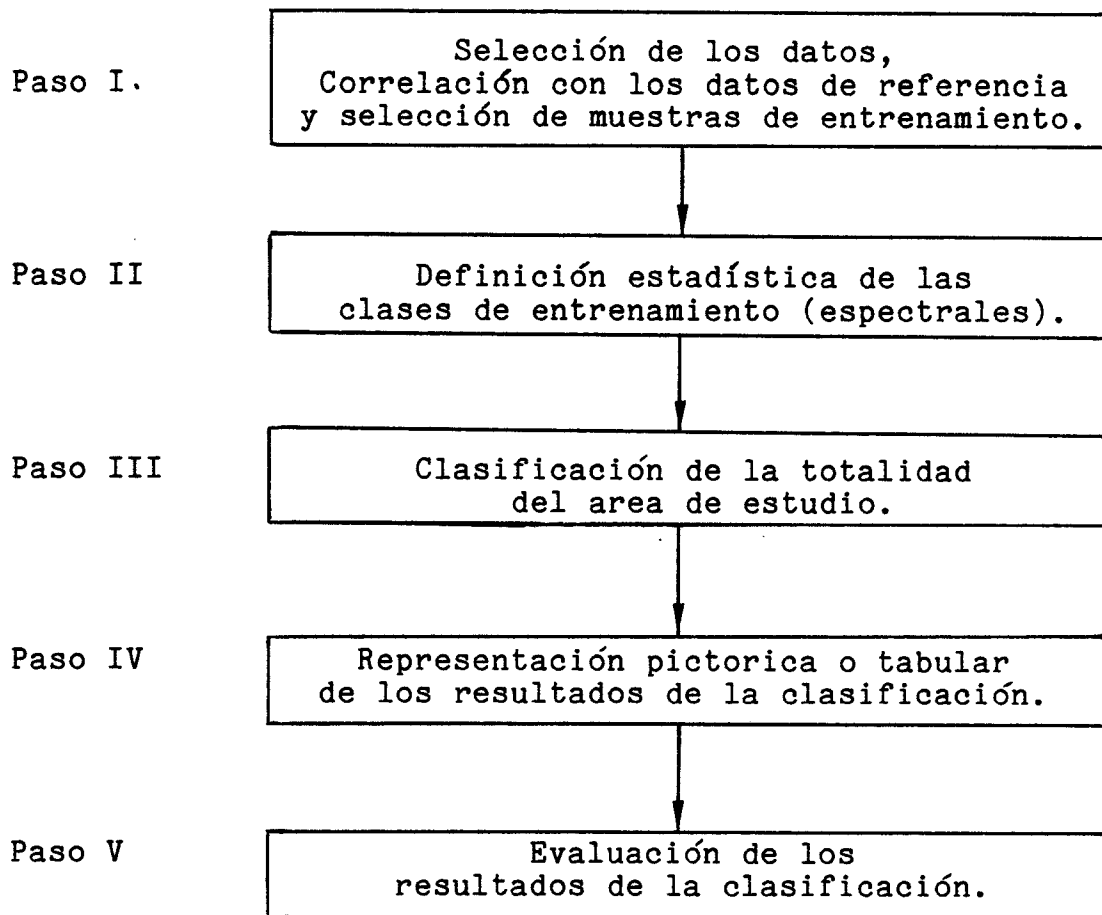 Paso I.
Selección de los datos,
Correlación con los datos de referencia
y selección de muestras de entrenamiento.
Paso II
Definición estadística de las
clases de entrenamiento (espectrales).
Paso III
Clasificación de la totalidad
del area de estudio.
Paso IV
Representación pictorica o tabular
de los resultados de la clasificación.
Paso V
Evaluación de los
resultados de la clasificación.